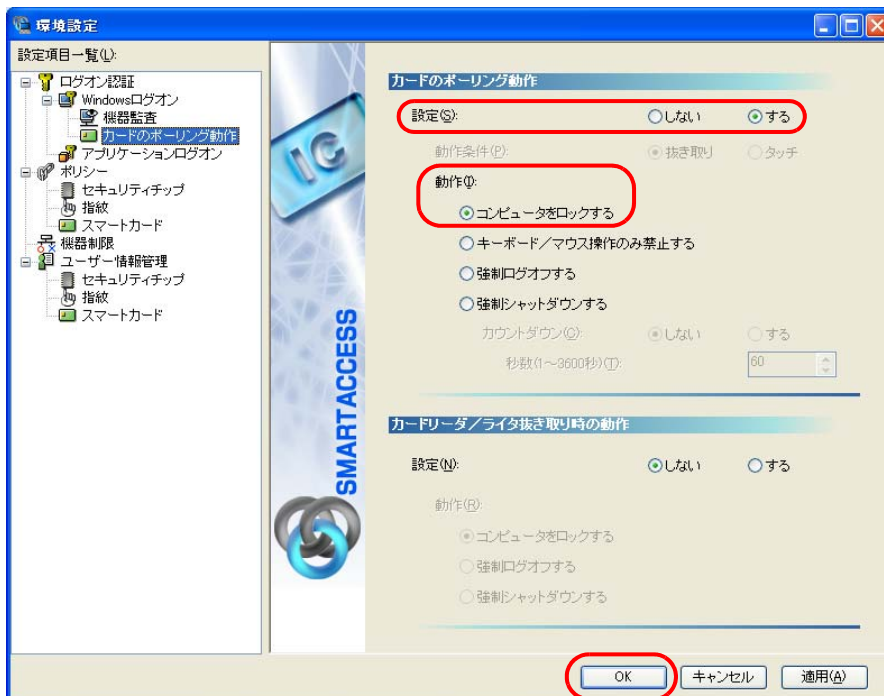 環境設定
設定項目一覧(L):
ログオン認証
Windowsログオン
機器監査
カードのポーリング動作
アプリケーションログオン
ポリシー
セキュリティチップ
指紋
スマートカード
機器制限
ユーザー情報管理
セキュリティチップ
指紋
スマートカード
IC
SMARTACCESS
カードのポーリング動作
設定(S): しない する
動作条件(P): 抜き取り タッチ
動作(I):
コンピュータをロックする
キーボード／マウス操作のみ禁止する
強制ログオフする
強制シャットダウンする
カウントダウン(O): しない する
秒数(1～3600秒)(T): 60
カードリーダ／ライタ抜き取り時の動作
設定(N): しない する
動作(R):
コンピュータをロックする
強制ログオフする
強制シャットダウンする
OK キャンセル 適用(A)